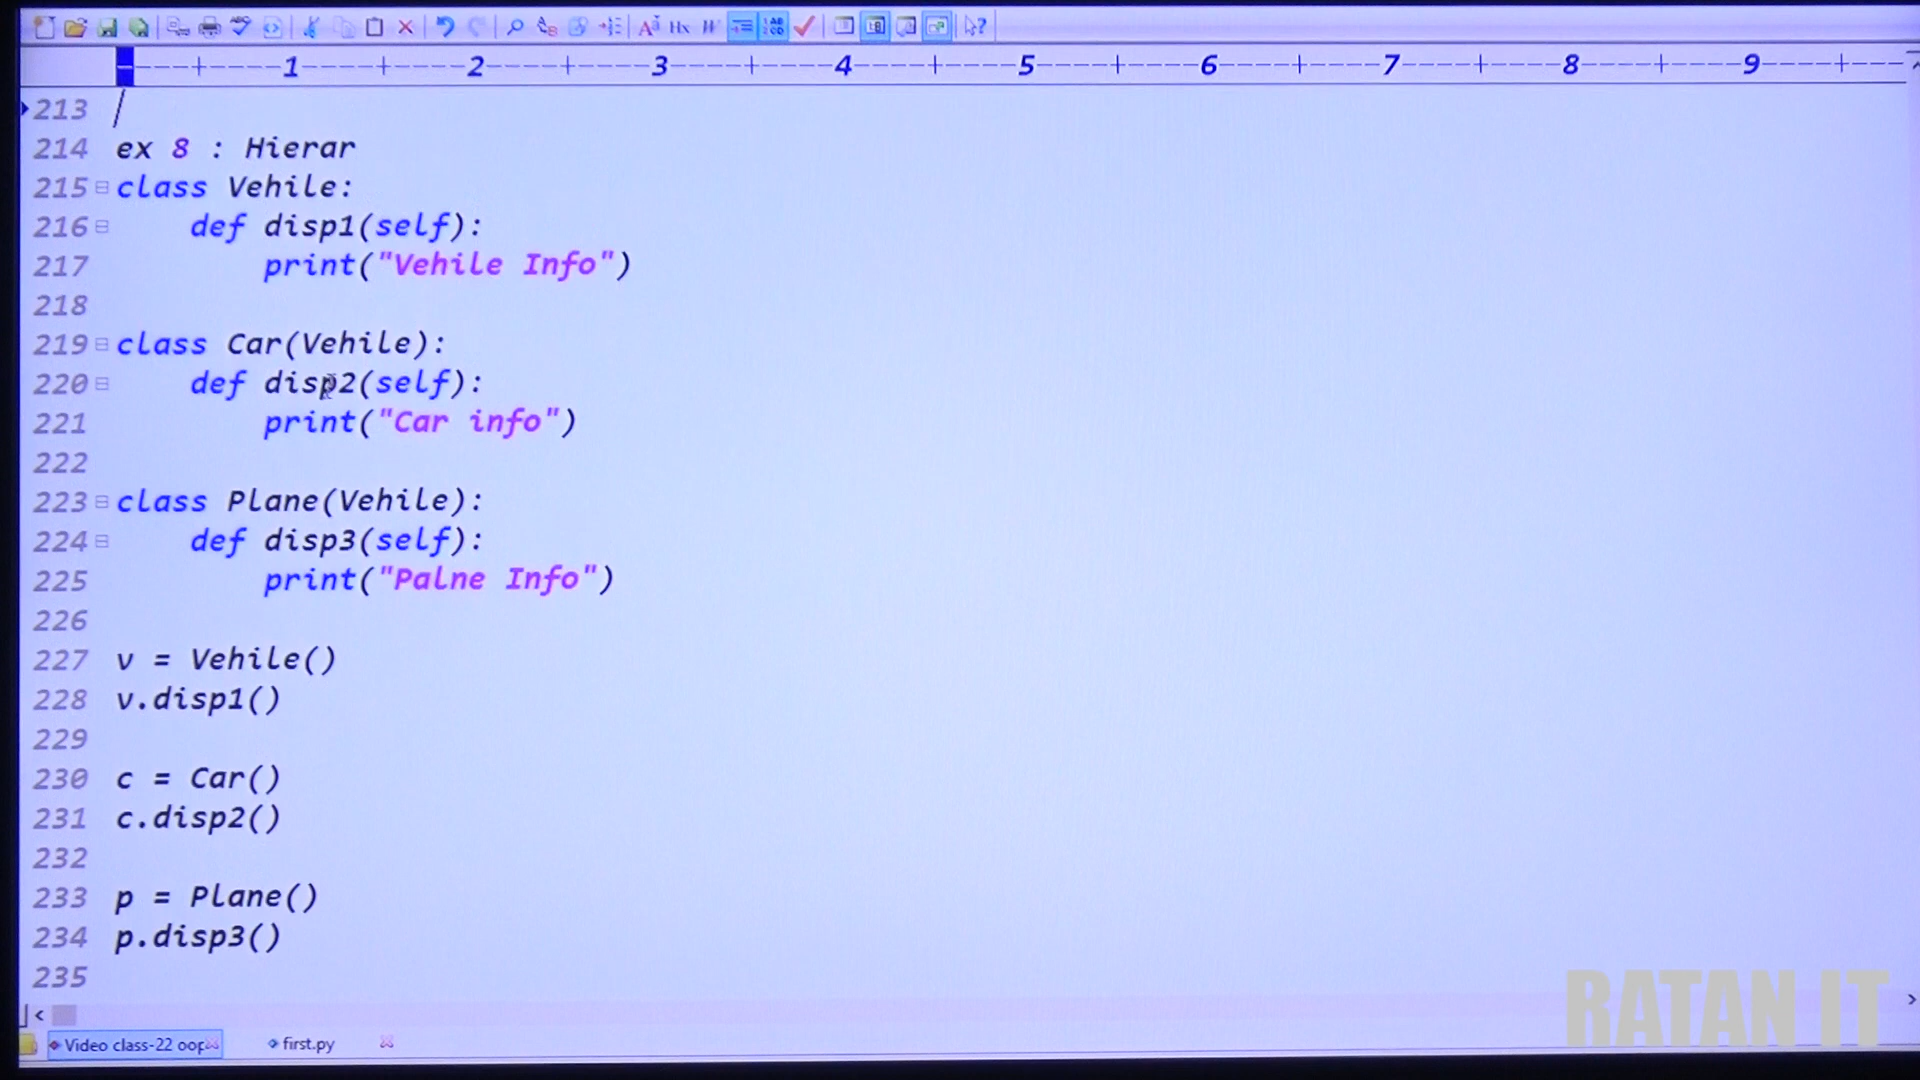 1 2 3 4 5 6 7 8 9
213
214 ex 8 : Hierar
215 class Vehile:
216 def disp1(self):
217 print("Vehile Info")
218
219 class Car(Vehile):
220 def disp2(self):
221 print("Car info")
222
223 class Plane(Vehile):
224 def disp3(self):
225 print("Palne Info")
226
227 v = Vehile()
228 v.disp1()
229
230 c = Car()
231 c.disp2()
232
233 p = Plane()
234 p.disp3()
235
RATAN IT
Video class-22 oop first.py